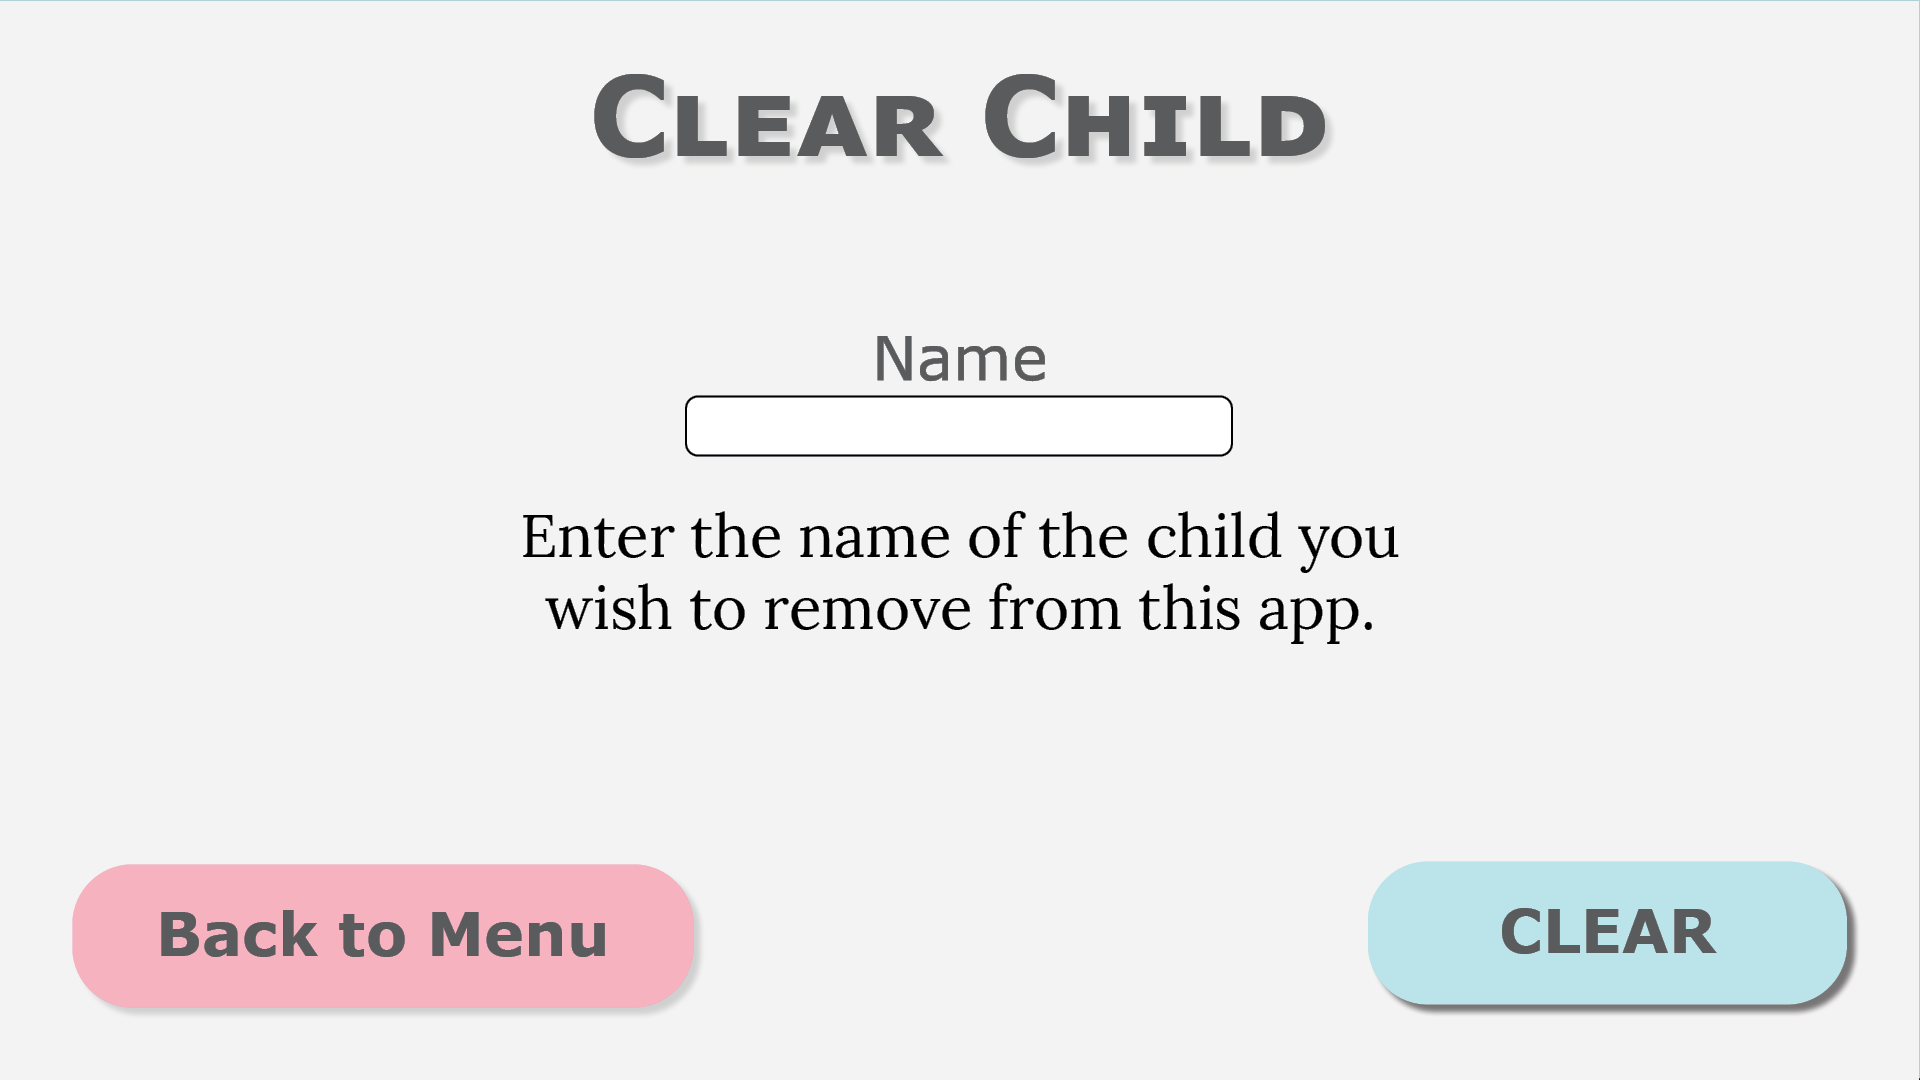 Clear Child
Name
Enter the name of the child you
wish to remove from this app.
Back to Menu
CLEAR